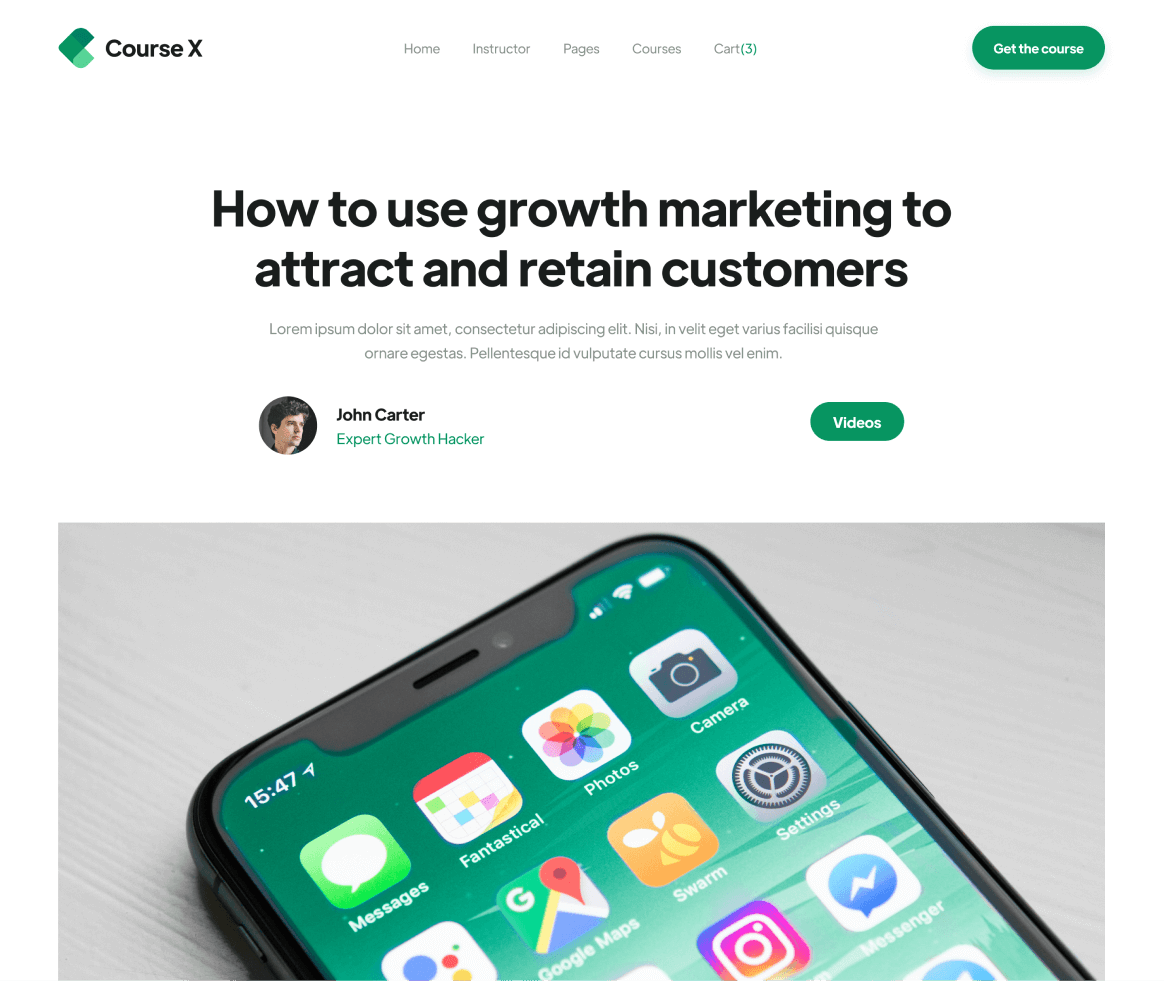 Course X
Home
Instructor
Pages
Courses
Cart(3)
Get the course
How to use growth marketing to
attract and retain customers
Lorem ipsum dolor sit amet, consectetur adipiscing elit. Nisi, in velit eget varius facilisi quisque
ornare egestas. Pellentesque id vulputate cursus mollis vel enim.
John Carter
Expert Growth Hacker
Videos
15:47
Camera
Photos
Fantastical
Messages
Settings
Swarm
G
Google Maps
Messenger